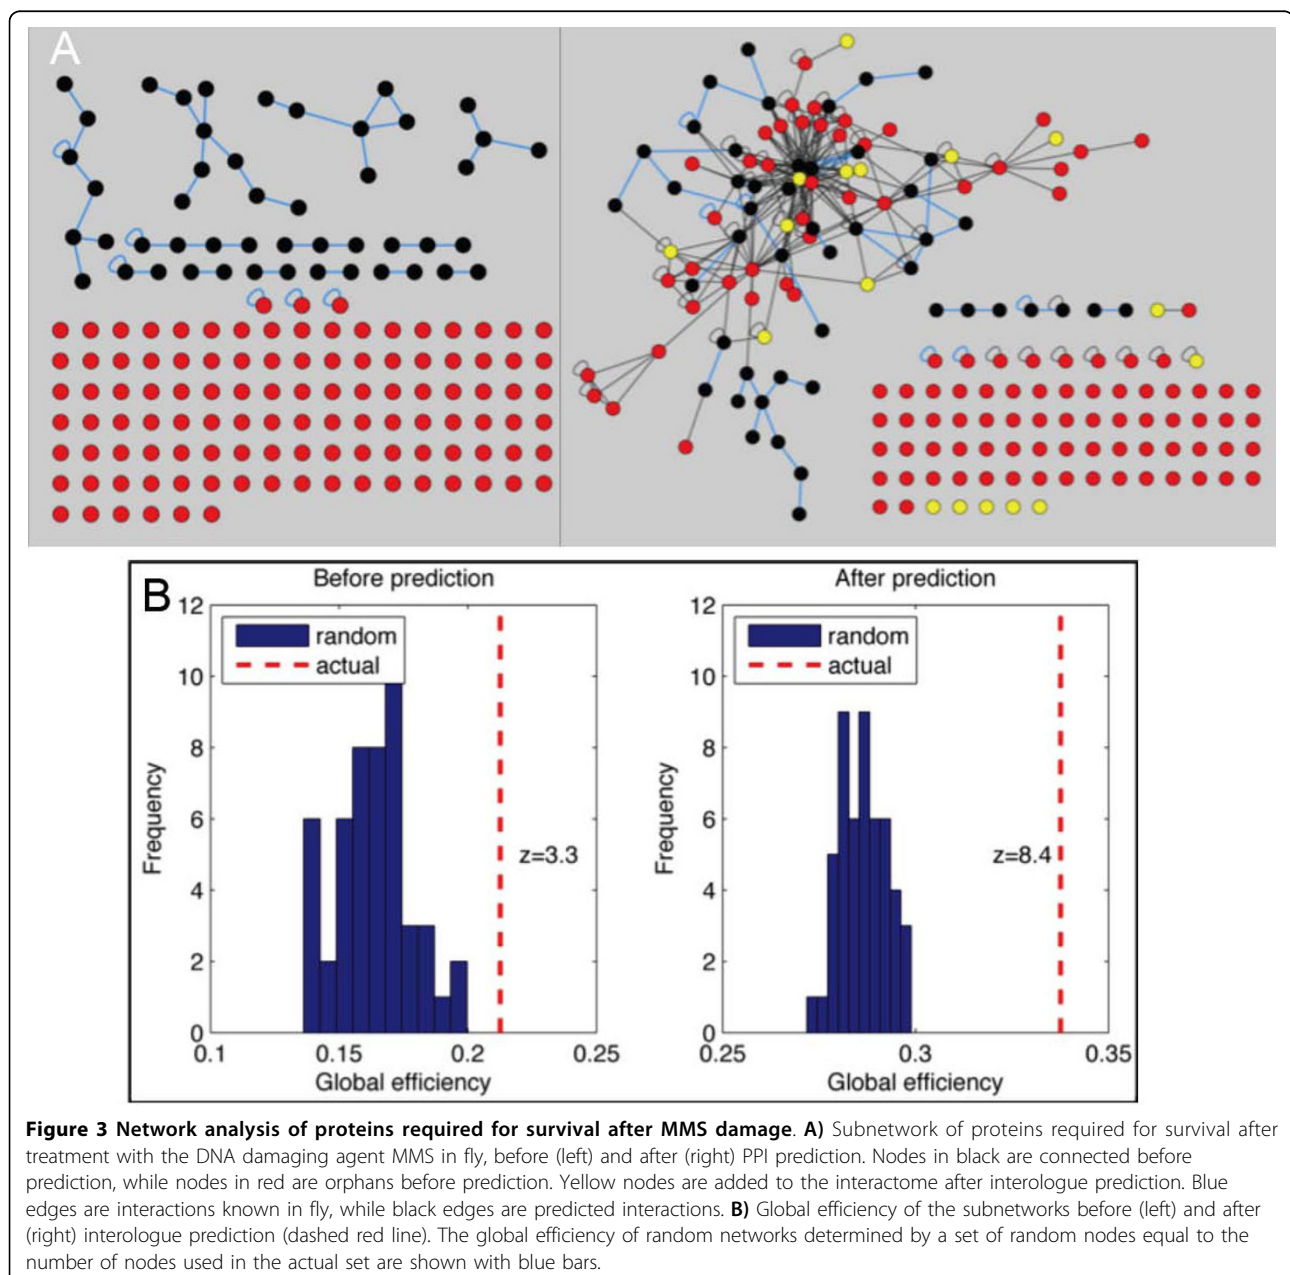 A
B
Before prediction
12
10
8
6
4
2
0
0.1
0.15
0.2
0.25
Frequency
Global efficiency
random
actual
z=3.3
After prediction
12
10
8
6
4
2
0
0.25
0.3
0.35
Frequency
Global efficiency
random
actual
z=8.4
Figure 3 Network analysis of proteins required for survival after MMS damage. A) Subnetwork of proteins required for survival after
treatment with the DNA damaging agent MMS in fly, before (left) and after (right) PPI prediction. Nodes in black are connected before
prediction, while nodes in red are orphans before prediction. Yellow nodes are added to the interactome after interologue prediction. Blue
edges are interactions known in fly, while black edges are predicted interactions. B) Global efficiency of the subnetworks before (left) and after
(right) interologue prediction (dashed red line). The global efficiency of random networks determined by a set of random nodes equal to the
number of nodes used in the actual set are shown with blue bars.